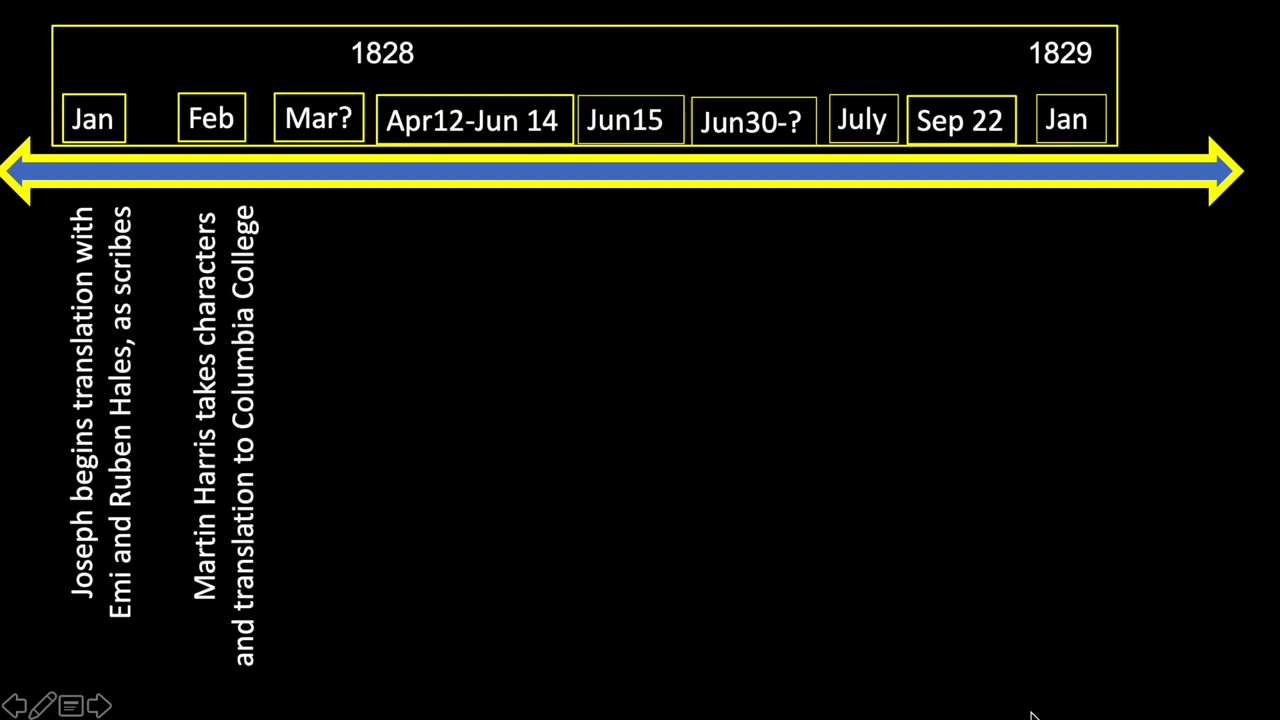 1828
1829
Jan
Feb
Mar?
Apr12-Jun 14
Jun15
Jun30-?
July
Sep 22
Jan
Joseph begins translation with
Emi and Ruben Hales, as scribes
Martin Harris takes characters
and translation to Columbia College